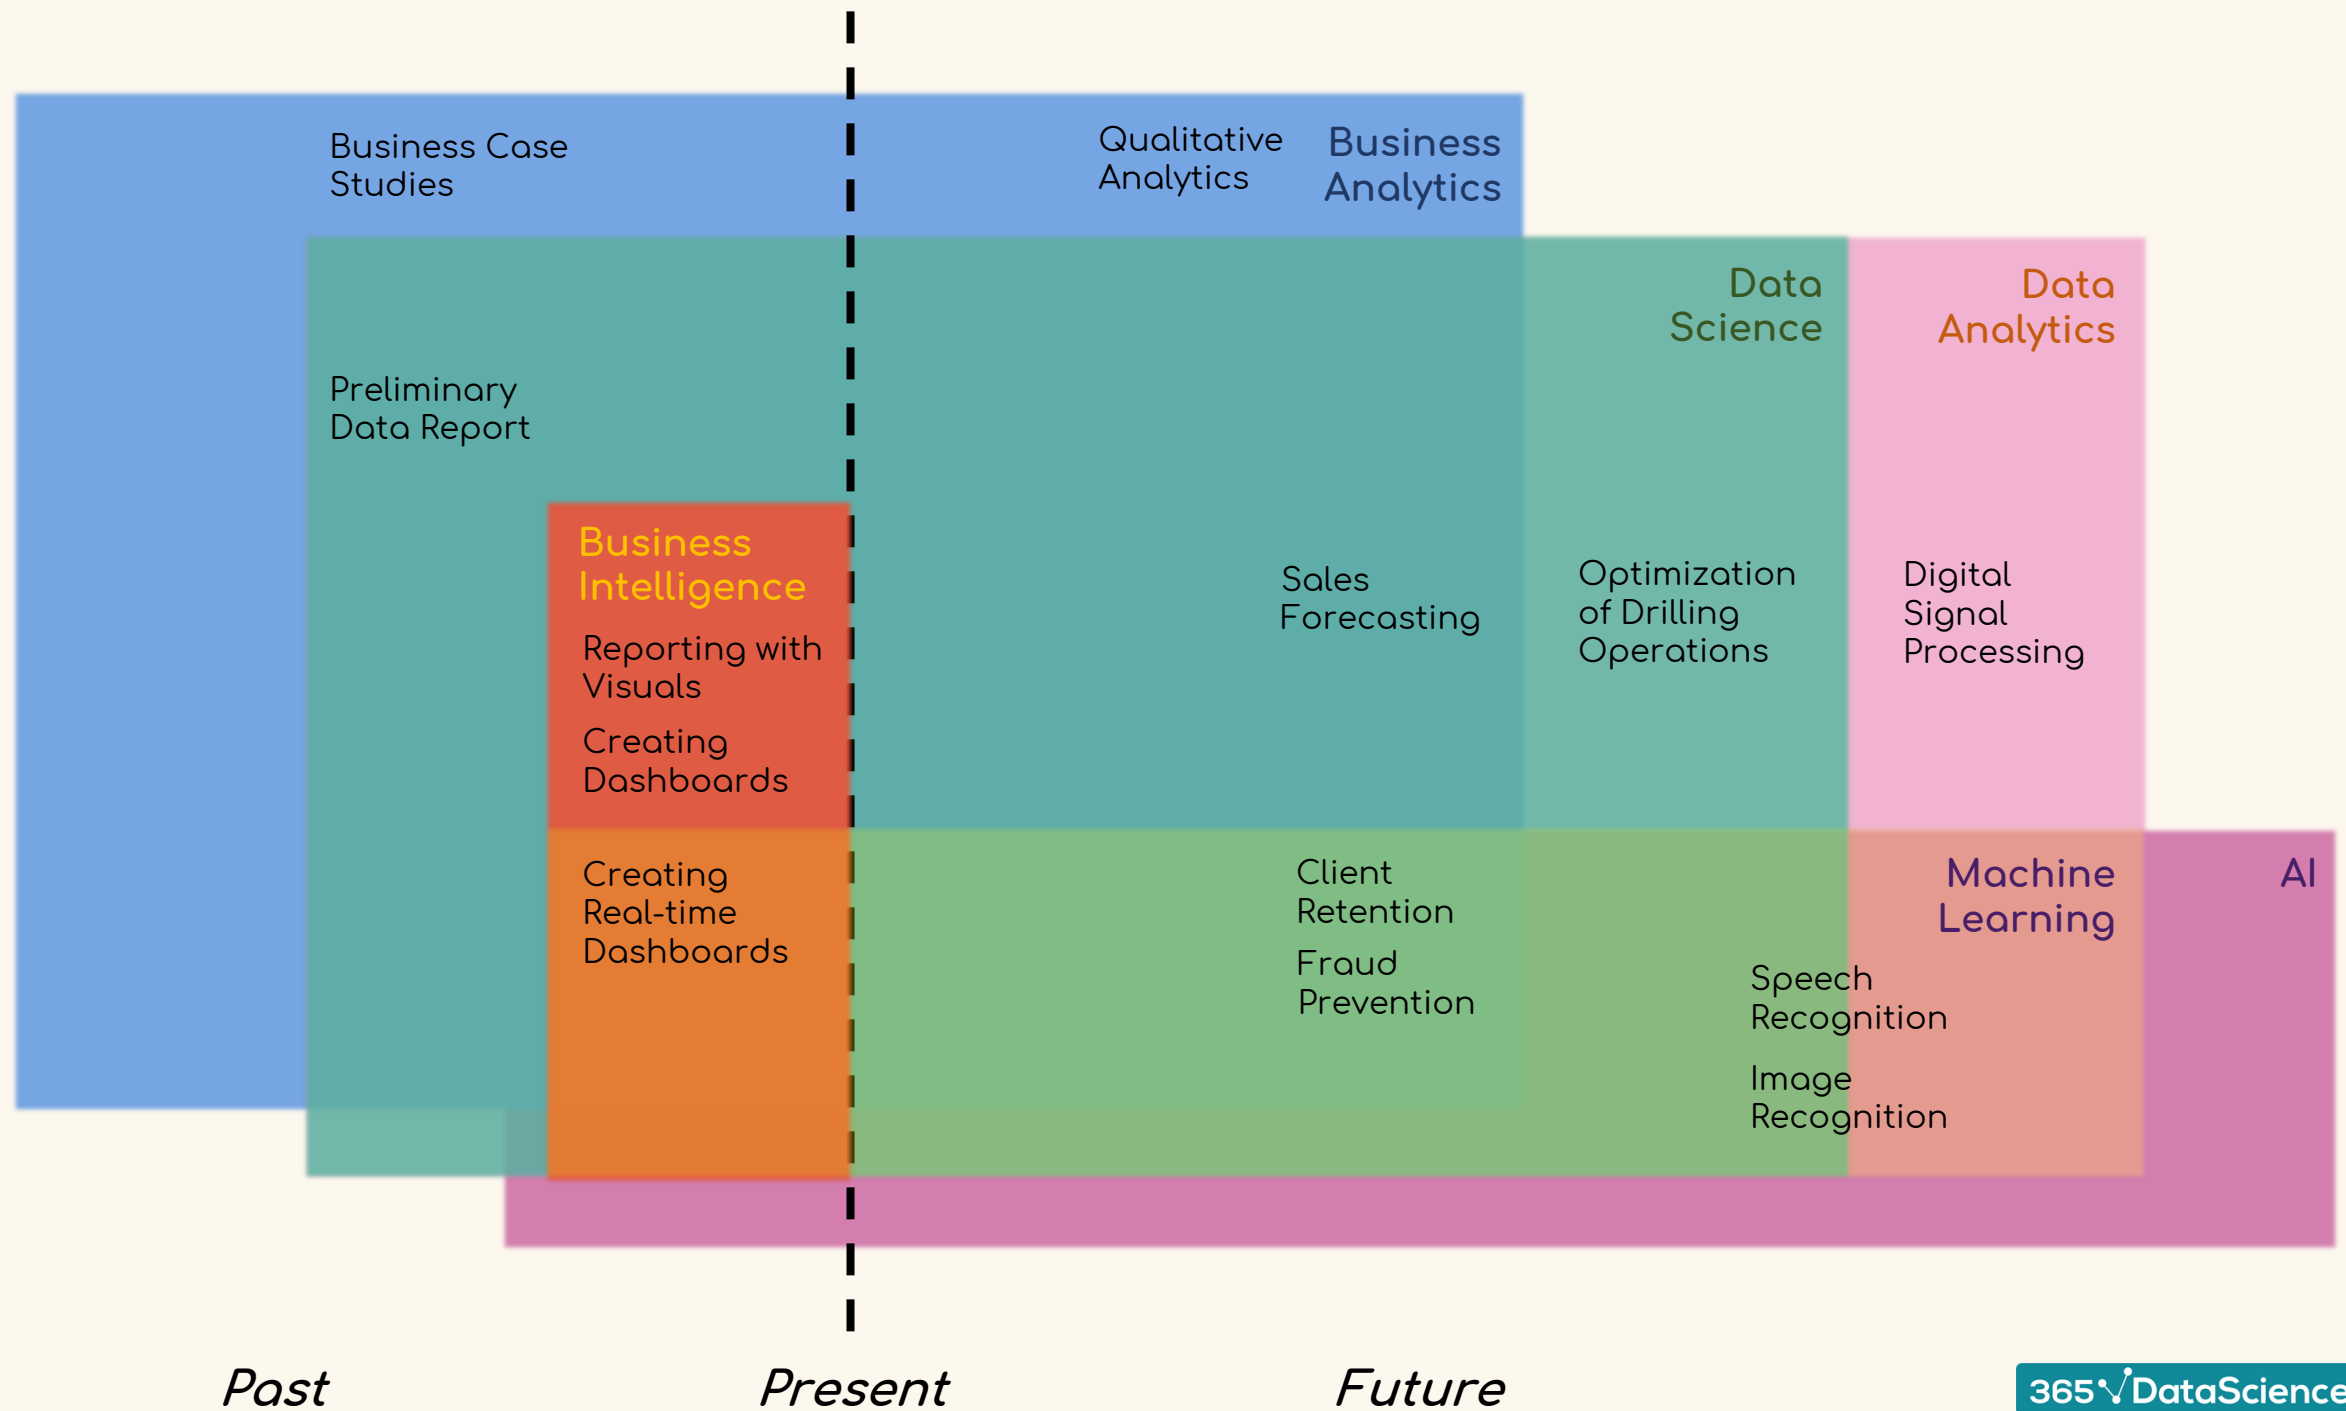 Business Case
Studies
Qualitative
Analytics
Business
Analytics
Data
Science
Data
Analytics
Preliminary
Data Report
Business
Intelligence
Reporting with
Visuals
Creating
Dashboards
Sales
Forecasting
Optimization
of Drilling
Operations
Digital
Signal
Processing
Creating
Real-time
Dashboards
Client
Retention
Fraud
Prevention
Machine
Learning
AI
Speech
Recognition
Image
Recognition
Past
Present
Future
365 DataScience